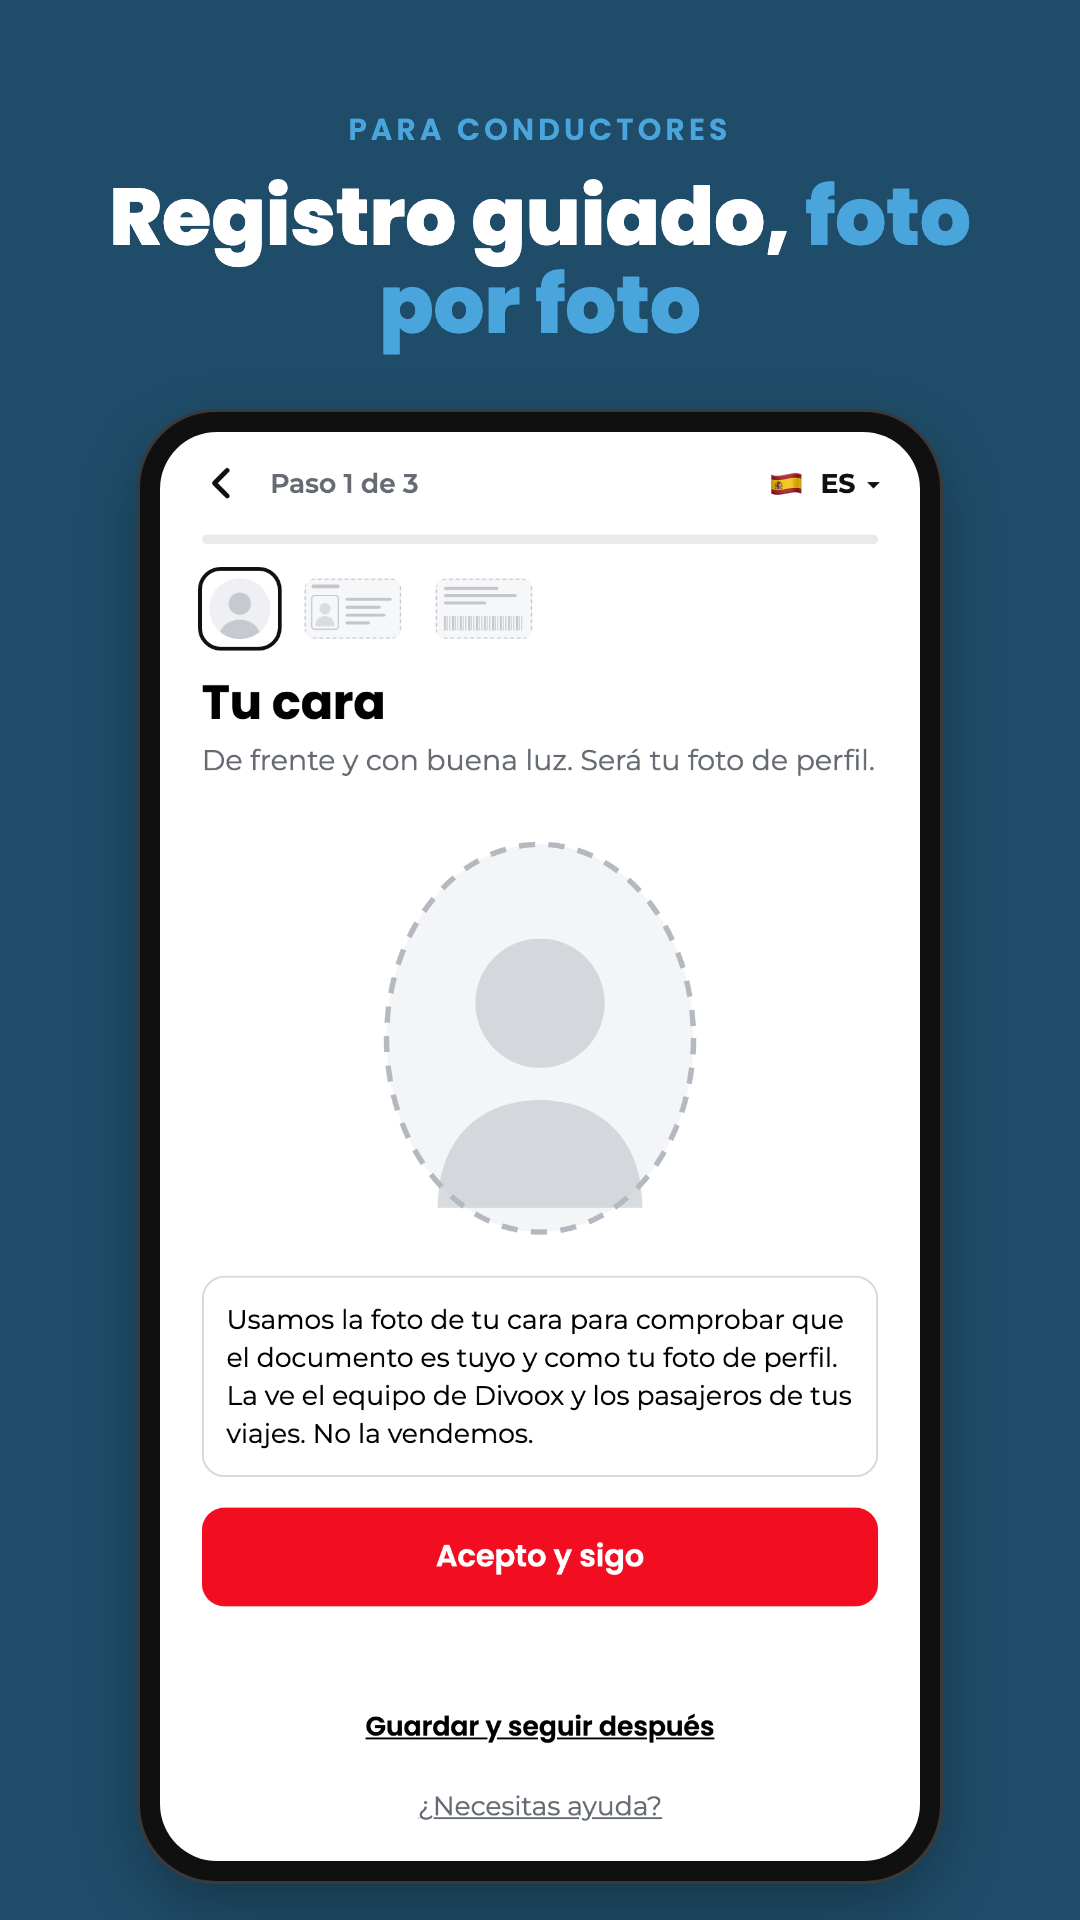 PARA CONDUCTORES
Registro guiado, foto
por foto
Paso 1 de 3
ES
Tu cara
De frente y con buena luz. Será tu foto de perfil.
Usamos la foto de tu cara para comprobar que
el documento es tuyo y como tu foto de perfil.
La ve el equipo de Divoox y los pasajeros de tus
viajes. No la vendemos.
Acepto y sigo
Guardar y seguir después
¿Necesitas ayuda?